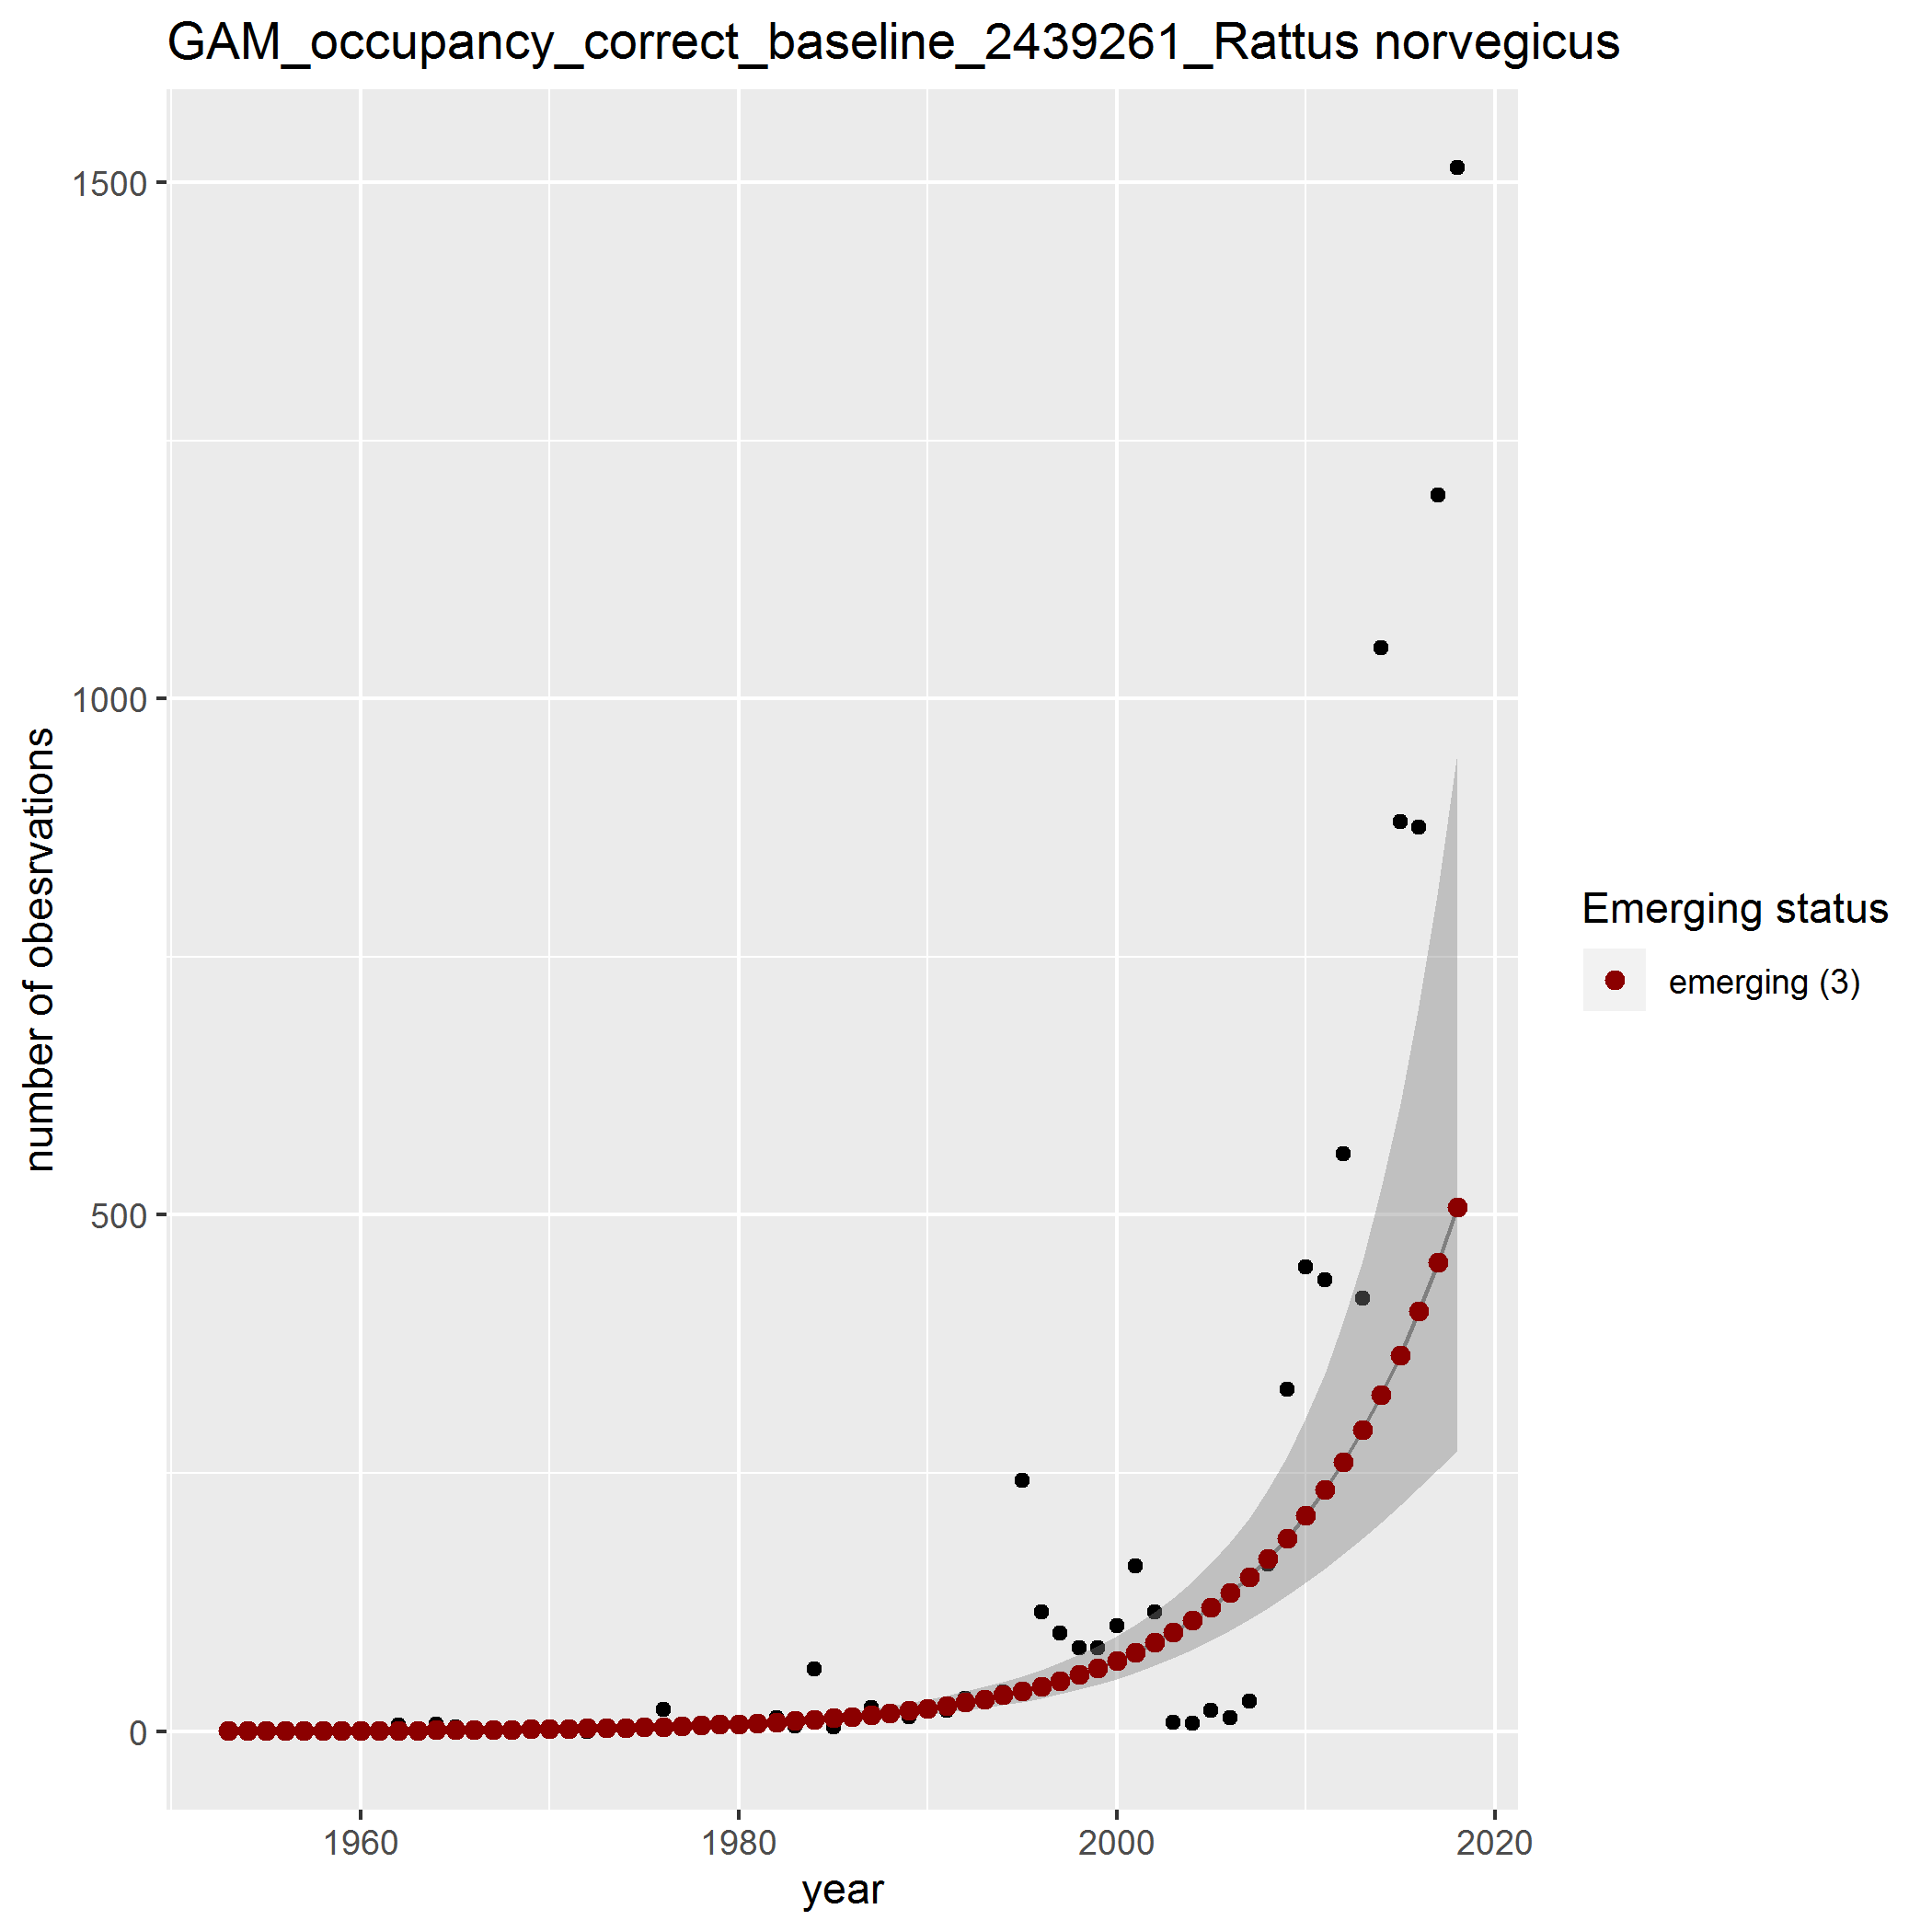 GAM_occupancy_correct_baseline_2439261_Rattus norvegicus
1500
1000
500
0
number of obesrvations
1960
1980
2000
2020
year
Emerging status
emerging (3)